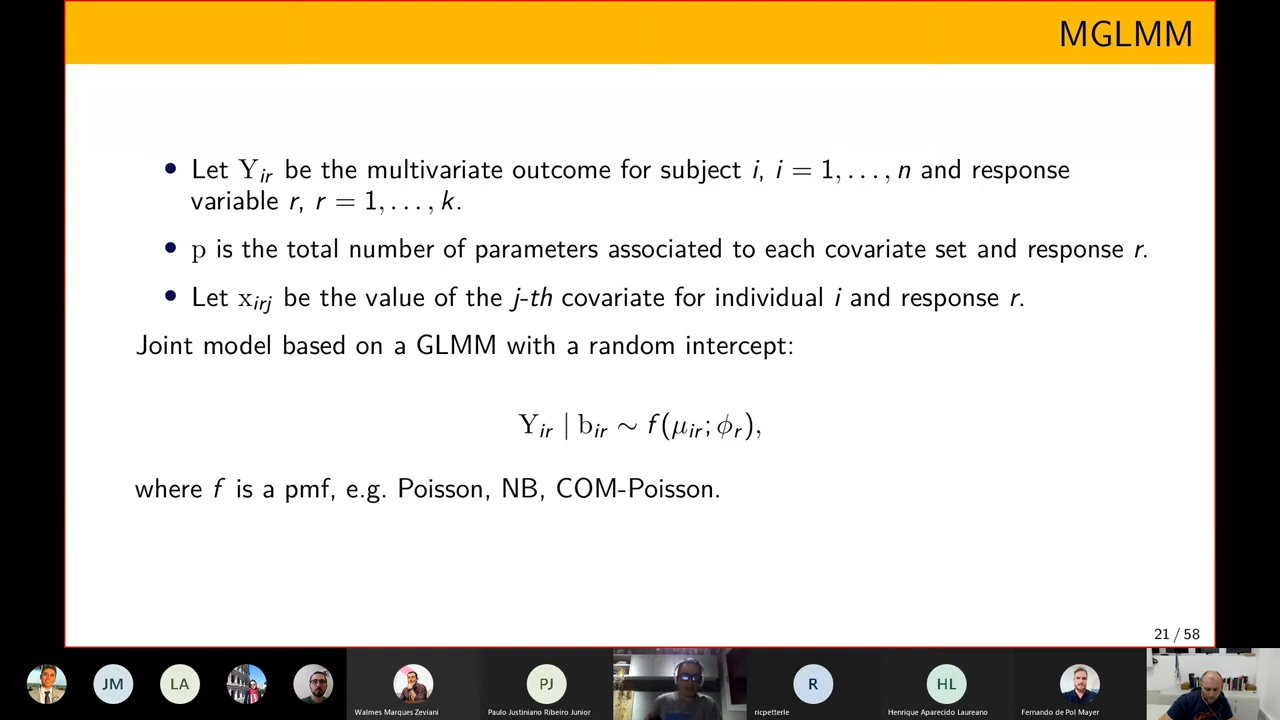 MGLMM
• Let Y_ir be the multivariate outcome for subject i, i = 1, . . . , n and response
variable r, r = 1, . . . , k.
• p is the total number of parameters associated to each covariate set and response r.
• Let x_irj be the value of the j-th covariate for individual i and response r.
Joint model based on a GLMM with a random intercept:
Y_ir | b_ir ∼ f(μ_ir; ϕ_r),
where f is a pmf, e.g. Poisson, NB, COM-Poisson.
21 / 58
JM
LA
PJ
R
HL
Walmes Marques Zeviani
Paulo Justiniano Ribeiro Junior
ricpetterle
Henrique Aparecido Laureano
Fernando de Pol Mayer